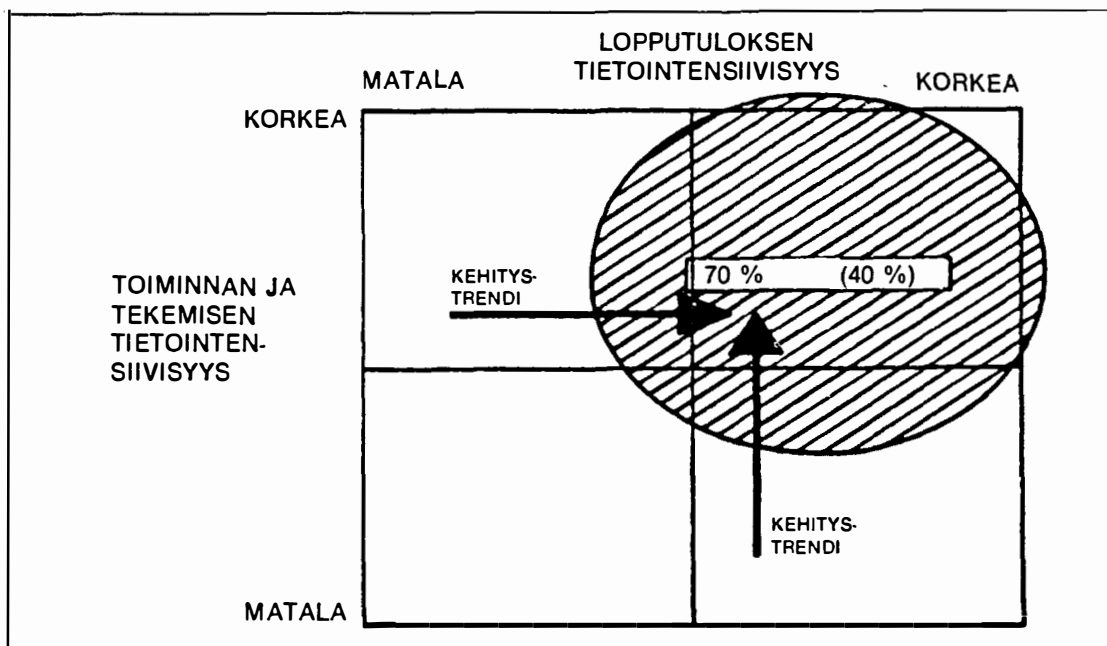 LOPPUTULOKSEN
TIETOINTENSIIVISYYS
MATALA
KORKEA
KORKEA
70 % (40 %)
KEHITYS-
TRENDI
TOIMINNAN JA
TEKEMISEN
TIETOINTEN-
SIIVISYYS
KEHITYS-
TRENDI
MATALA